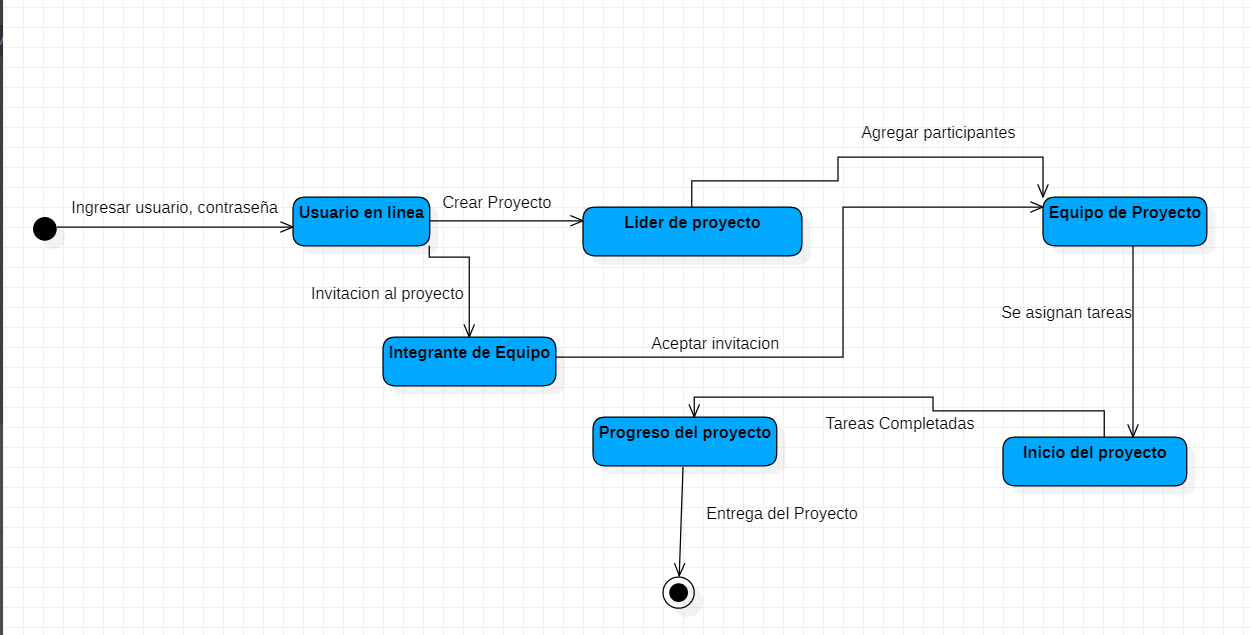 Agregar participantes
Ingresar usuario, contraseña
Usuario en linea
Crear Proyecto
Lider de proyecto
Equipo de Proyecto
Invitacion al proyecto
Se asignan tareas
Integrante de Equipo
Aceptar invitacion
Progreso del proyecto
Tareas Completadas
Inicio del proyecto
Entrega del Proyecto